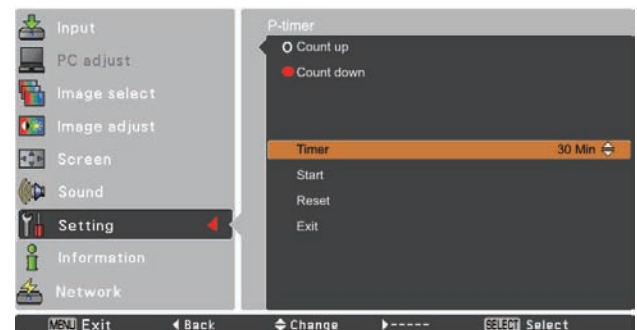 Input
PC adjust
Image select
Image adjust
Screen
Sound
Setting
Information
Network
P-timer
Count up
Count down
Timer 30 Min
Start
Reset
Exit
MENU Exit Back Change ----- SELECT Select